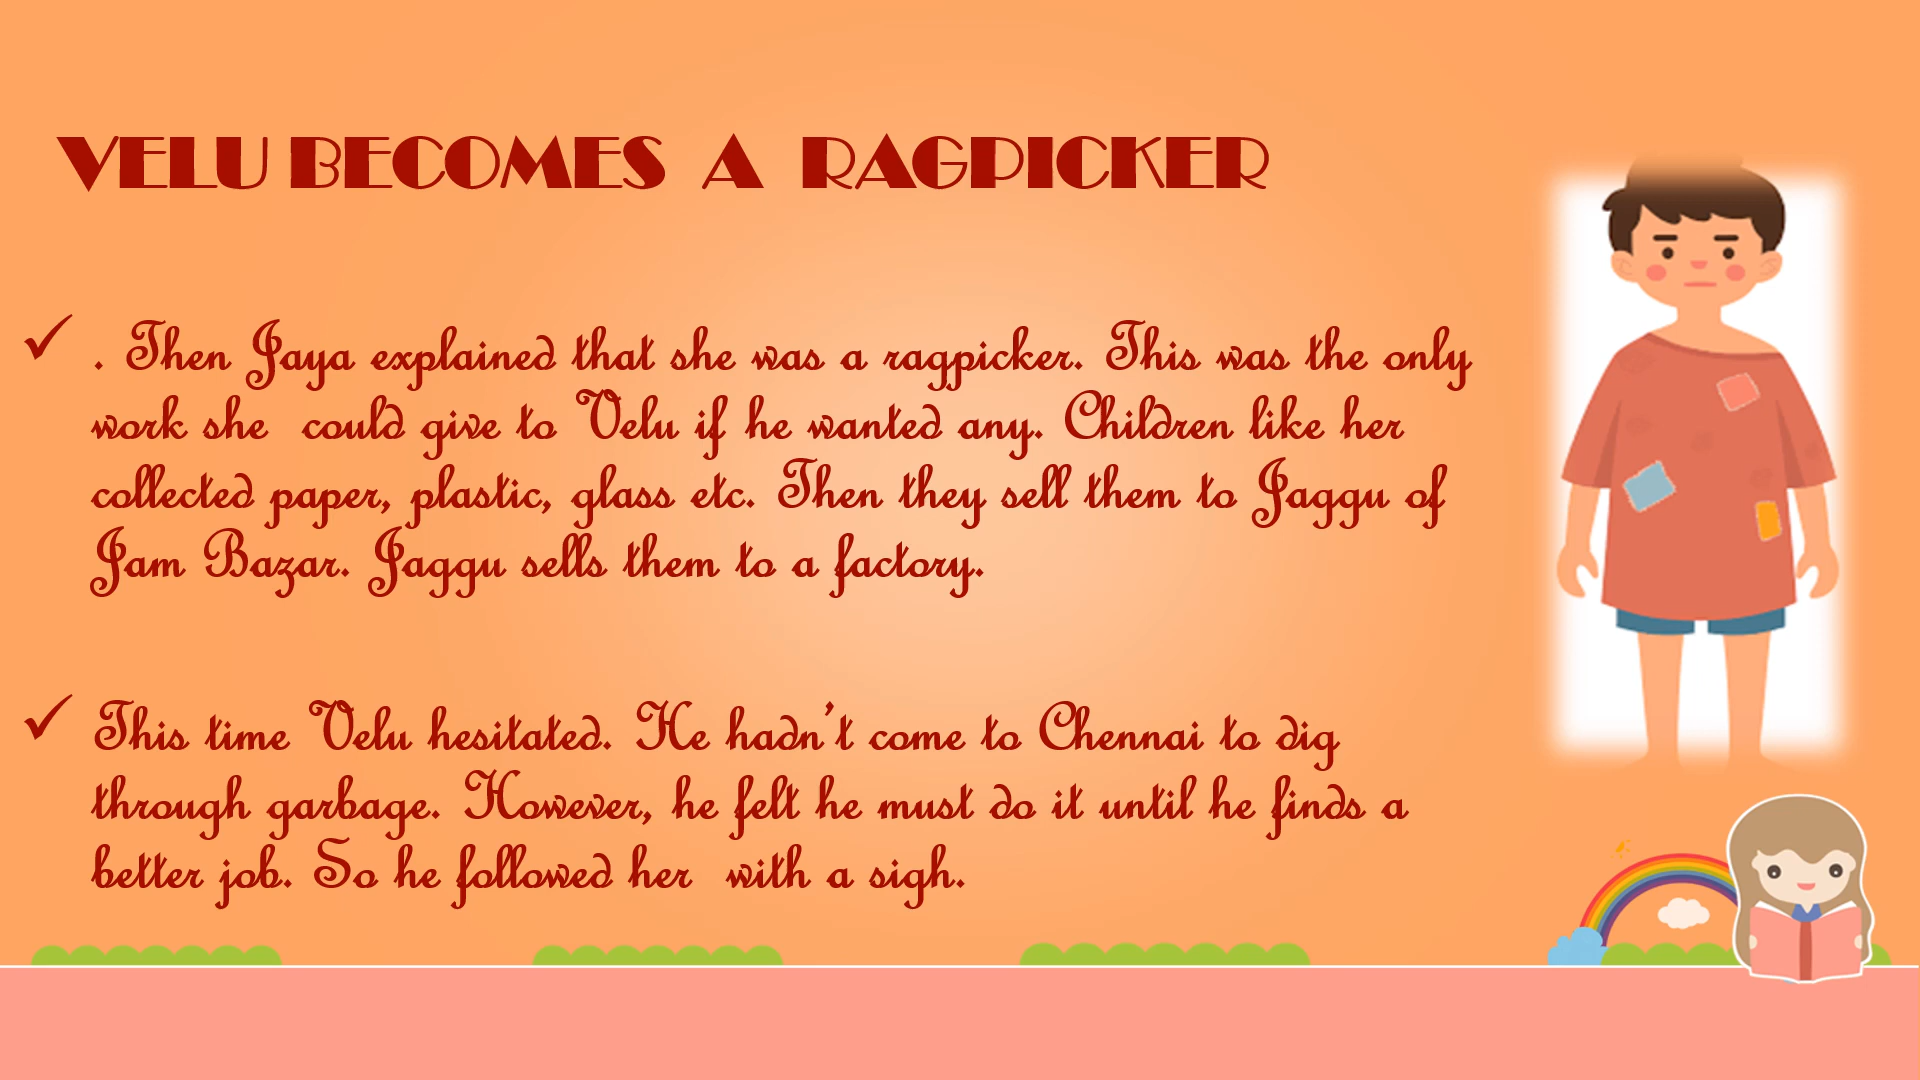 VELU BECOMES A RAGPICKER
✓ . Then Jaya explained that she was a ragpicker. This was the only
work she could give to Velu if he wanted any. Children like her
collected paper, plastic, glass etc. Then they sell them to Jaggu of
Jam Bazar. Jaggu sells them to a factory.
✓ This time Velu hesitated. He hadn't come to Chennai to dig
through garbage. However, he felt he must do it until he finds a
better job. So he followed her with a sigh.